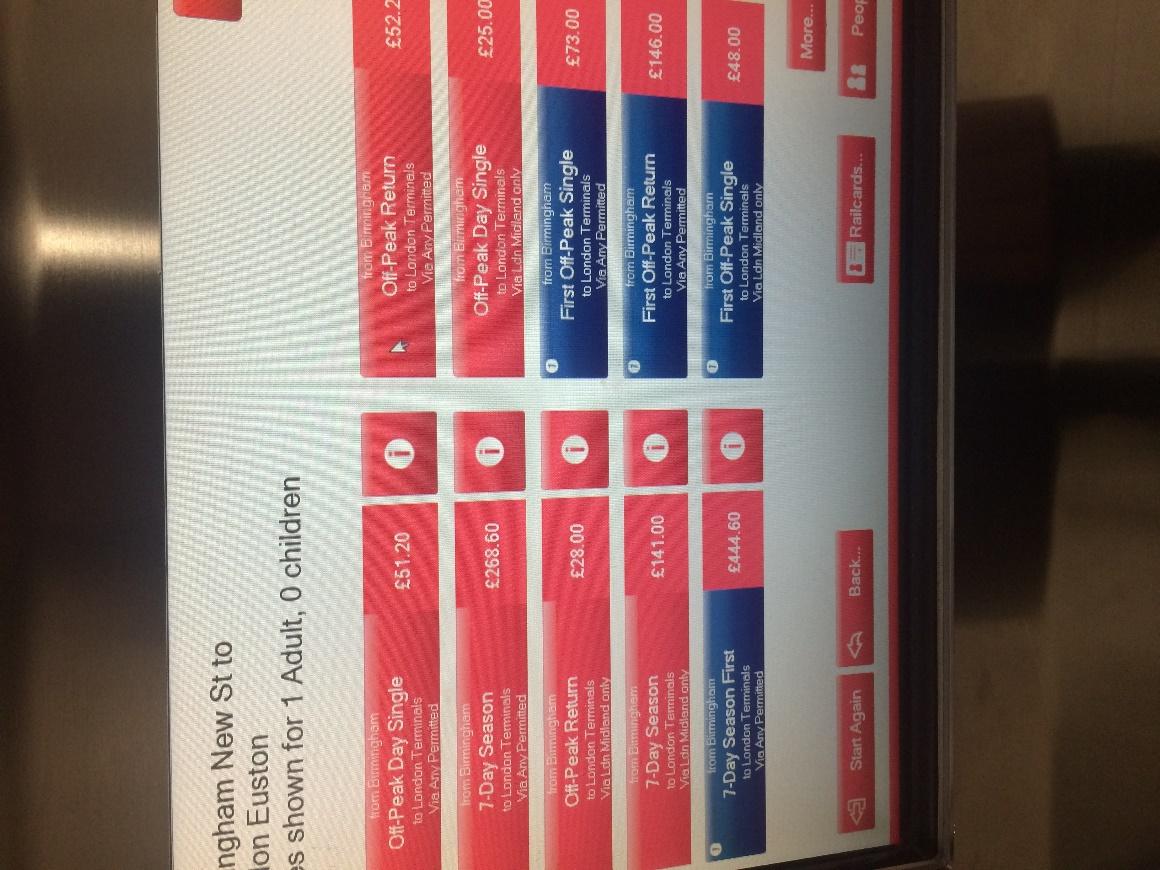 ngham New St to
on Euston
es shown for 1 Adult, 0 children
from Birmingham
Off-Peak Day Single
to London Terminals
Via Any Permitted
£51.20
from Birmingham
Off-Peak Return
to London Terminals
Via Any Permitted
£52.2
from Birmingham
7-Day Season
to London Terminals
Via Any Permitted
£268.60
from Birmingham
Off-Peak Day Single
to London Terminals
Via Ldn Midland only
£25.00
from Birmingham
Off-Peak Return
to London Terminals
Via Ldn Midland only
£28.00
from Birmingham
First Off-Peak Single
to London Terminals
Via Any Permitted
£73.00
from Birmingham
7-Day Season
to London Terminals
Via Ldn Midland only
£141.00
from Birmingham
First Off-Peak Return
to London Terminals
Via Any Permitted
£146.00
from Birmingham
7-Day Season First
to London Terminals
Via Any Permitted
£444.60
from Birmingham
First Off-Peak Single
to London Terminals
Via Ldn Midland only
£48.00
More...
Start Again
Back...
Railcards...
Peop